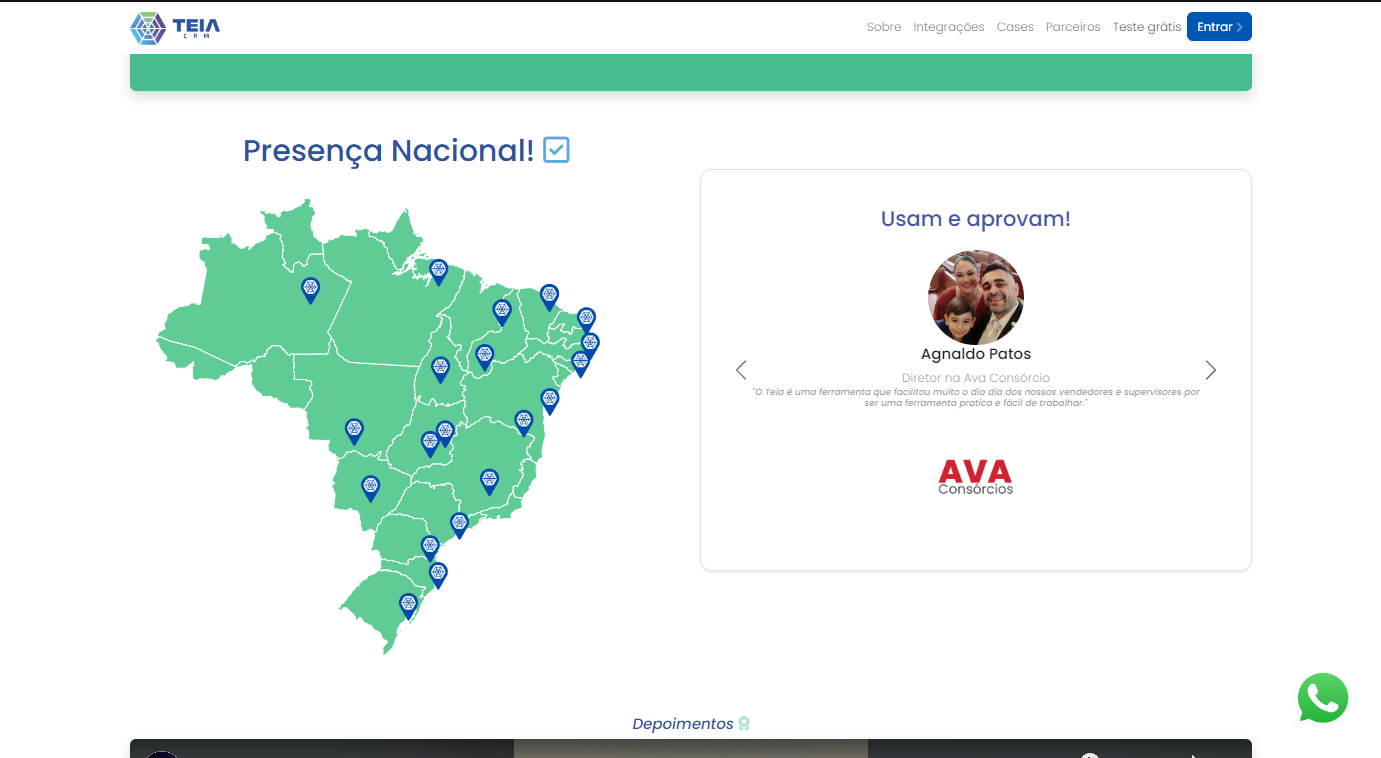 TEIA
CRM
Sobre
Integrações
Cases
Parceiros
Teste grátis
Entrar
Presença Nacional!
Usam e aprovam!
Agnaldo Patos
Diretor na Ava Consórcio
"O Teia é uma ferramenta que facilitou muito o dia dia dos nossos vendedores e supervisores por
ser uma ferramenta pratica e fácil de trabalhar."
AVA
Consórcios
Depoimentos